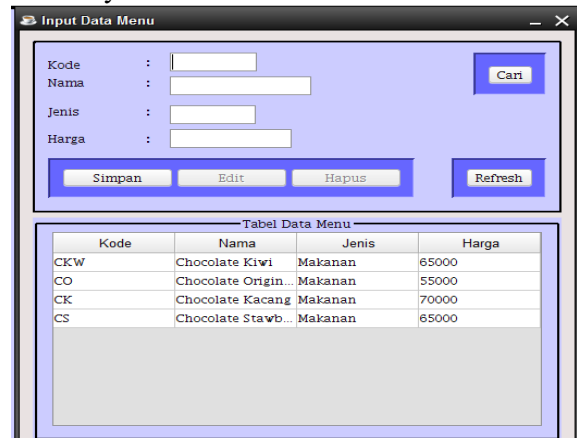 Input Data Menu
Kode :
Nama :
Cari
Jenis :
Harga :
Simpan Edit Hapus Refresh
Tabel Data Menu
Kode Nama Jenis Harga
CKW Chocolate Kiwi Makanan 65000
CO Chocolate Origin... Makanan 55000
CK Chocolate Kacang Makanan 70000
CS Chocolate Stawb... Makanan 65000